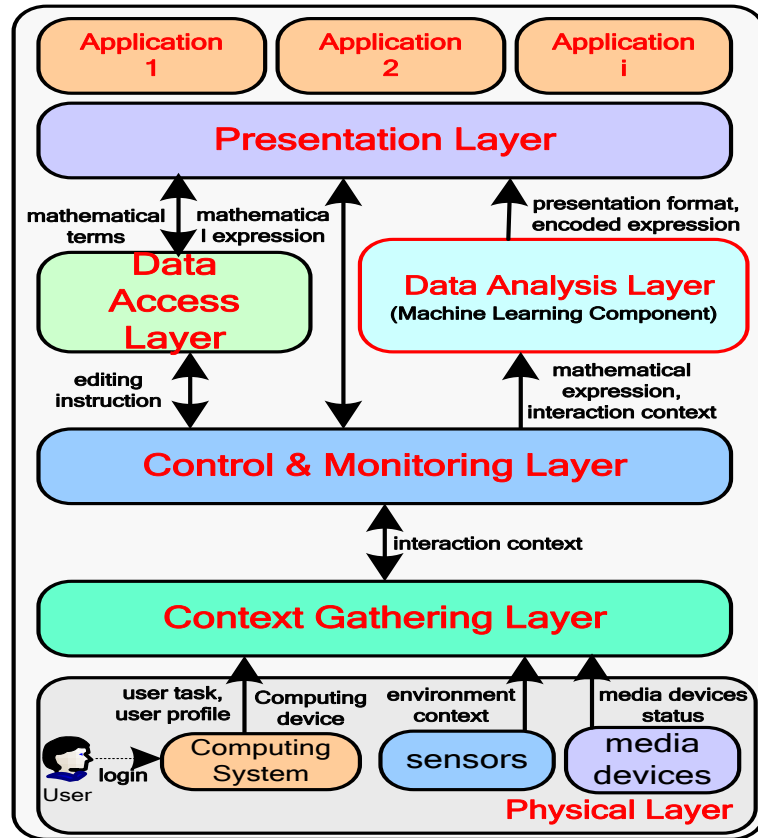 Application
1
Application
2
Application
i
Presentation Layer
mathematical
terms
mathematica
l expression
presentation format,
encoded expression
Data
Access
Layer
Data Analysis Layer
(Machine Learning Component)
editing
instruction
mathematical
expression,
interaction context
Control & Monitoring Layer
interaction context
Context Gathering Layer
user task,
user profile
Computing
device
environment
context
media devices
status
login
User
Computing
System
sensors
media
devices
Physical Layer